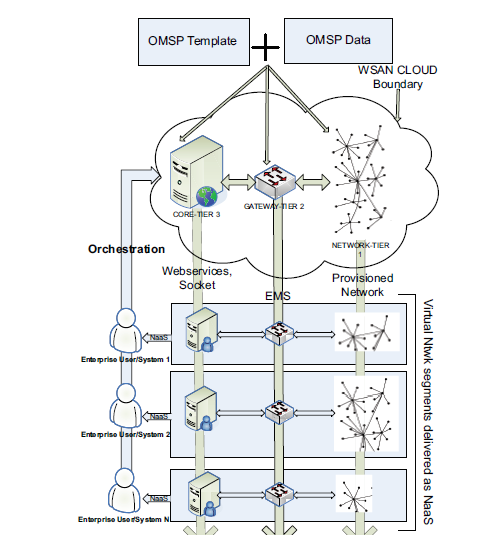 OMSP Template
OMSP Data
WSAN CLOUD
Boundary
CORE-TIER 3
GATEWAY-TIER 2
NETWORK-TIER
1
Orchestration
Webservices,
Socket
EMS
Provisioned
Network
NaaS
Enterprise User/System 1
NaaS
Enterprise User/System 2
NaaS
Enterprise User/System N
Virtual Nwk segments, delivered as NaaS